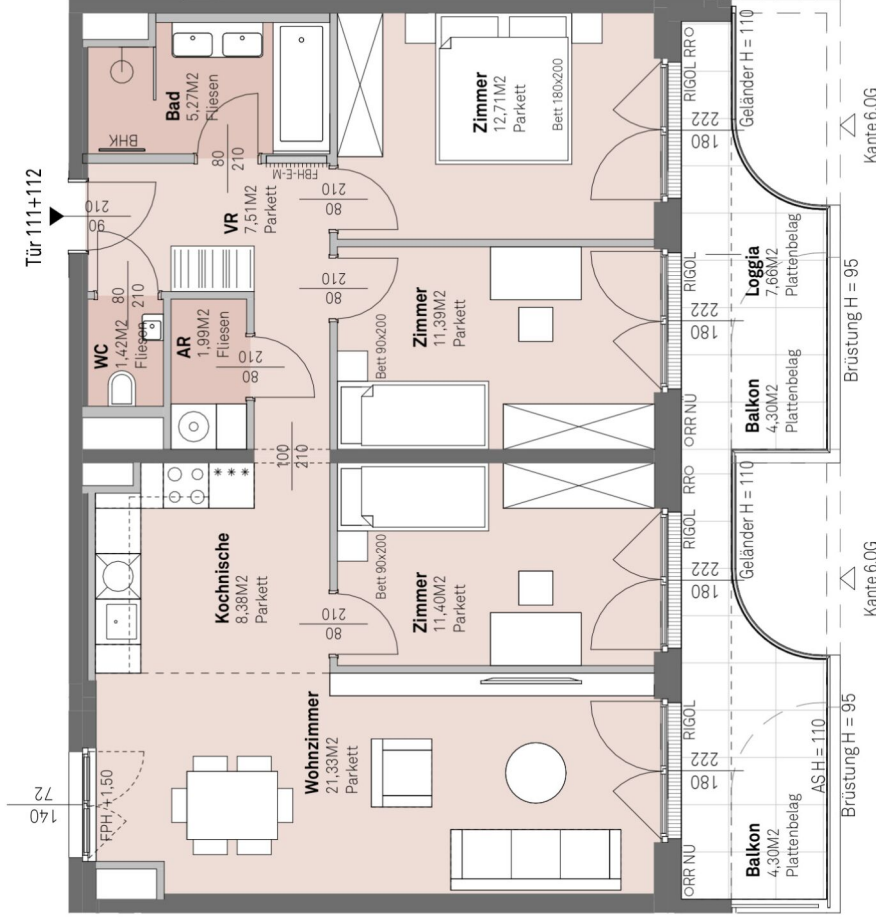 Tür 111+112
90
210
BHK
Bad
5,27M2
Fliesen
80
210
FBH-E-M
VR
7,51M2
Parkett
WC
1,42M2
Fliesen
80
210
AR
1,99M2
Fliesen
80
210
100
210
Kochnische
8,38M2
Parkett
***
Wohnzimmer
21,33M2
Parkett
140
72
FPH +1,50
Zimmer
12,71M2
Parkett
Bett 180x200
80
210
Zimmer
11,39M2
Parkett
Bett 90x200
80
210
Zimmer
11,40M2
Parkett
Bett 90x200
80
210
180
222
180
222
180
222
180
222
RIGOL RRO
RIGOL
ORR NU
RRO
RIGOL
RIGOL
ORR NU
Geländer H = 110
Loggia
7,66M2
Plattenbelag
Balkon
4,30M2
Plattenbelag
Brüstung H = 95
Geländer H = 110
Balkon
4,30M2
Plattenbelag
AS H = 110
Brüstung H = 95
Kante 6.OG
Kante 6.OG